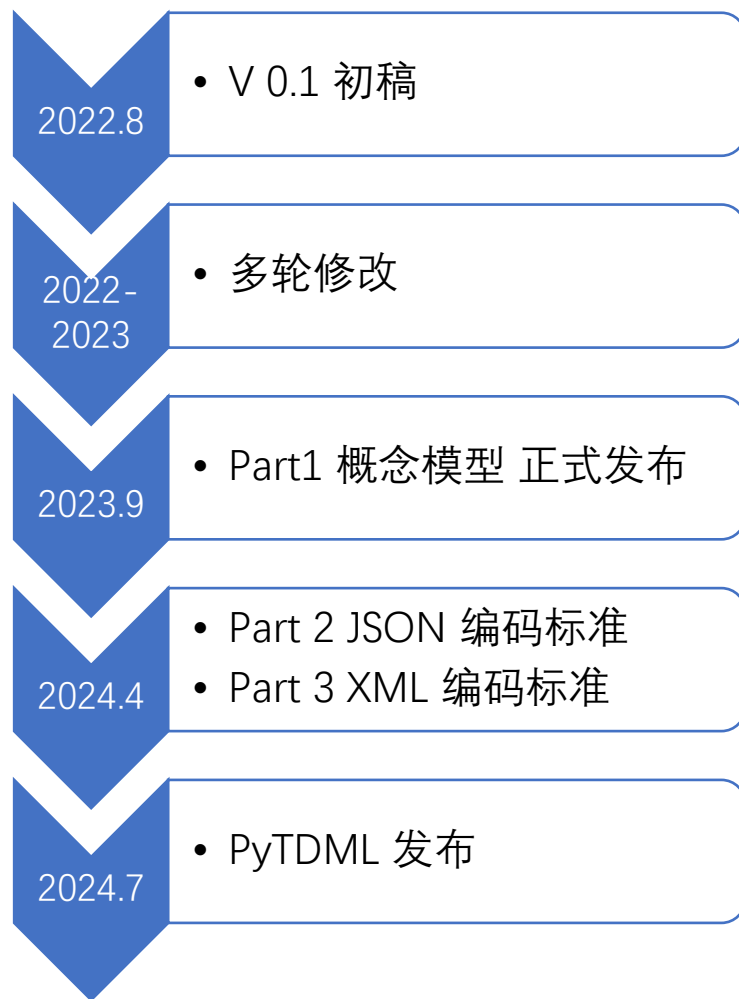 2022.8
• V 0.1 初稿
2022-
2023
• 多轮修改
2023.9
• Part1 概念模型 正式发布
2024.4
• Part 2 JSON 编码标准
• Part 3 XML 编码标准
2024.7
• PyTDML 发布